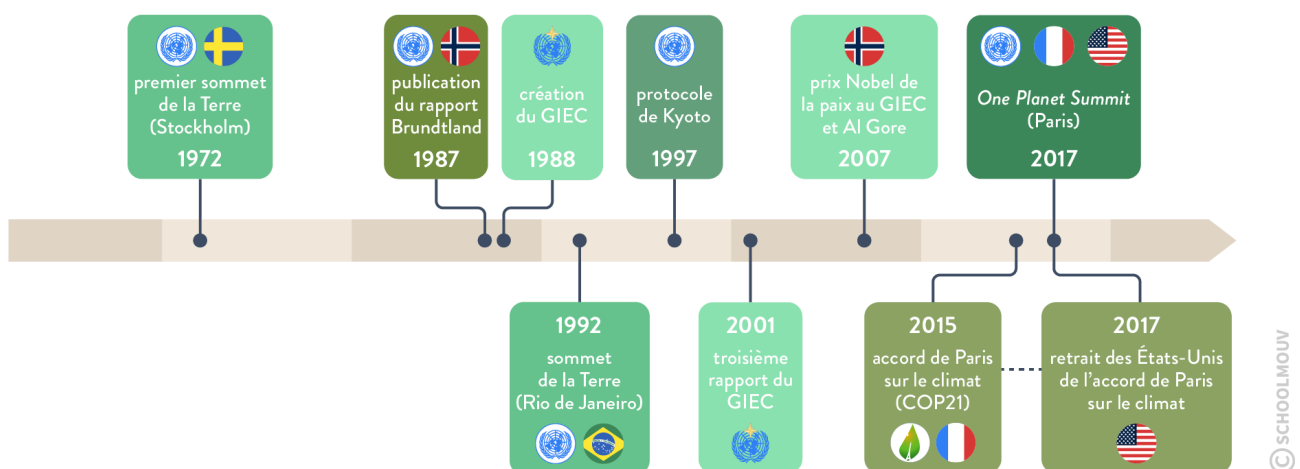 premier sommet
de la Terre
(Stockholm)
1972
publication
du rapport
Brundtland
1987
création
du GIEC
1988
protocole
de Kyoto
1997
prix Nobel de
la paix au GIEC
et Al Gore
2007
One Planet Summit
(Paris)
2017
1992
sommet
de la Terre
(Rio de Janeiro)
2001
troisième
rapport du
GIEC
2015
accord de Paris
sur le climat
(COP21)
2017
retrait des États-Unis
de l'accord de Paris
sur le climat
© SCHOOLMOUV